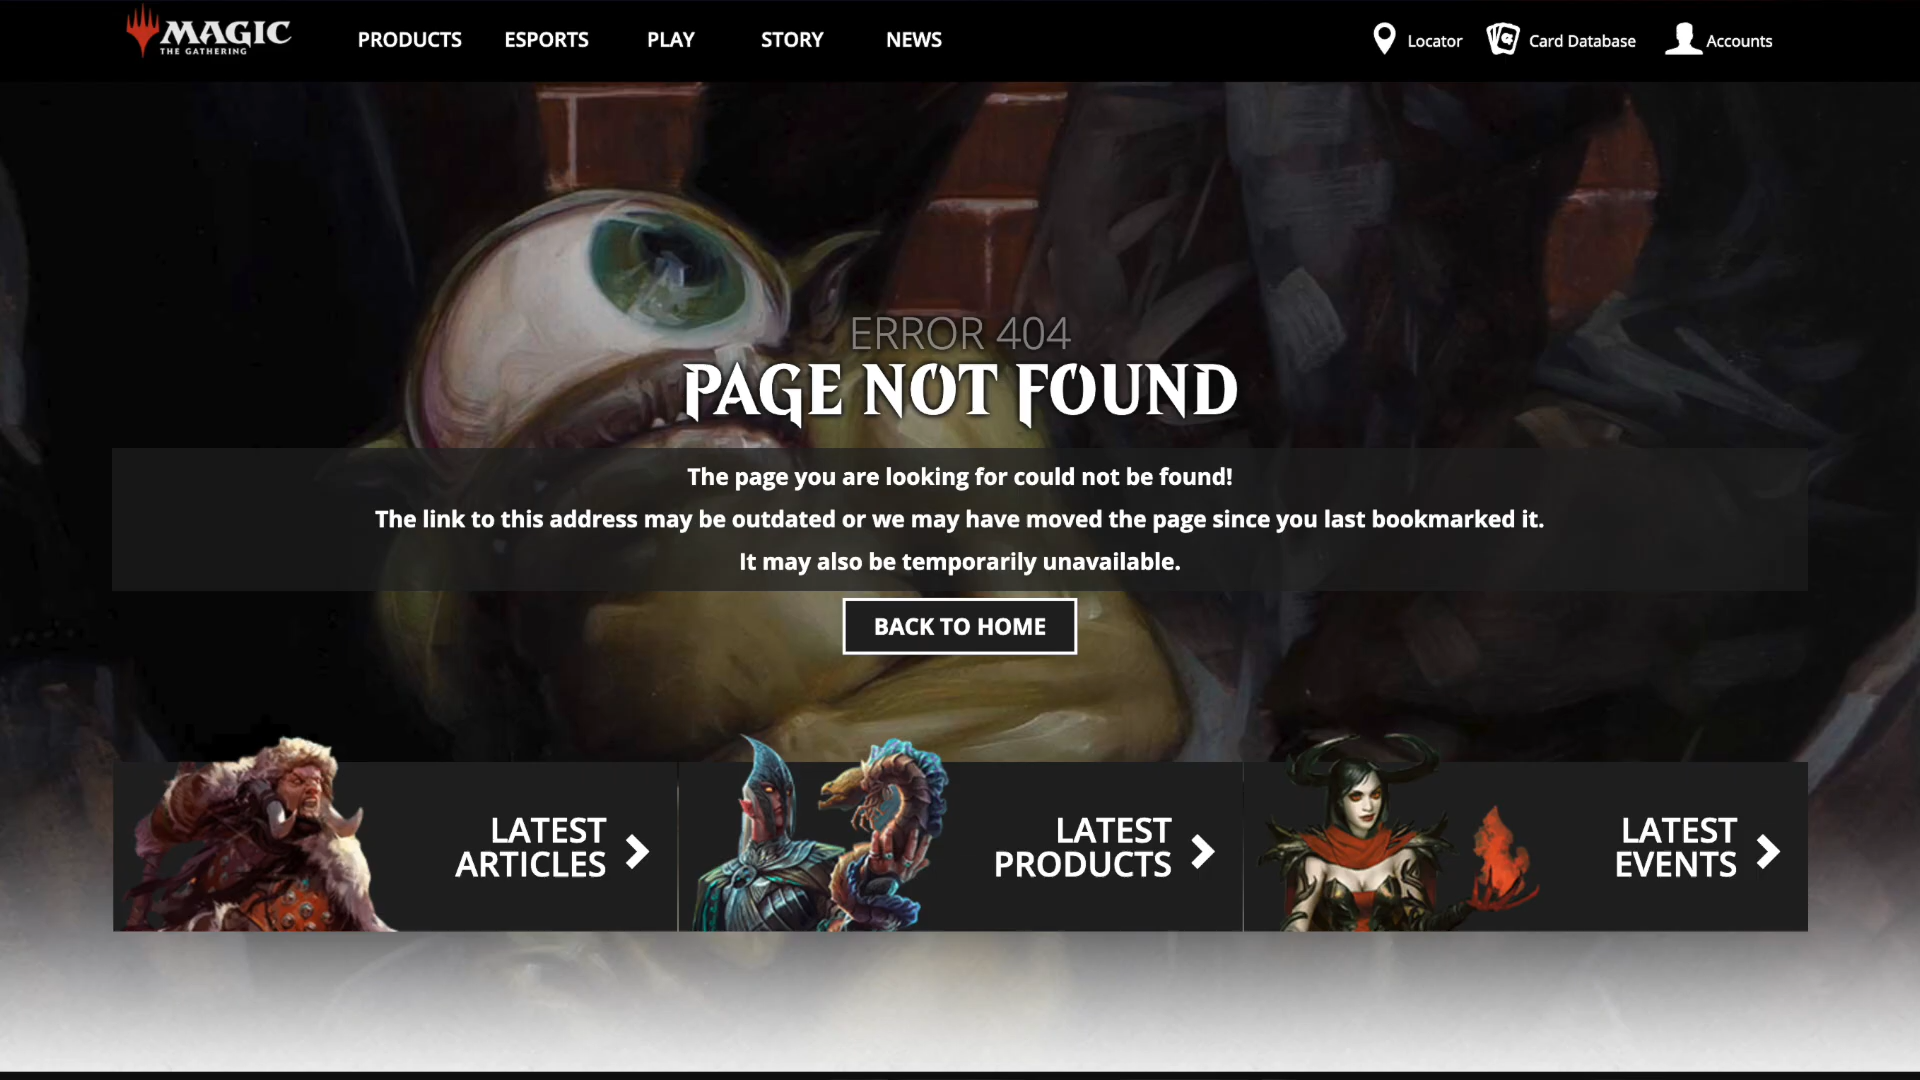 MAGIC
THE GATHERING
PRODUCTS
ESPORTS
PLAY
STORY
NEWS
Locator
Card Database
Accounts
ERROR 404
PAGE NOT FOUND
The page you are looking for could not be found!
The link to this address may be outdated or we may have moved the page since you last bookmarked it.
It may also be temporarily unavailable.
BACK TO HOME
LATEST
ARTICLES
LATEST
PRODUCTS
LATEST
EVENTS